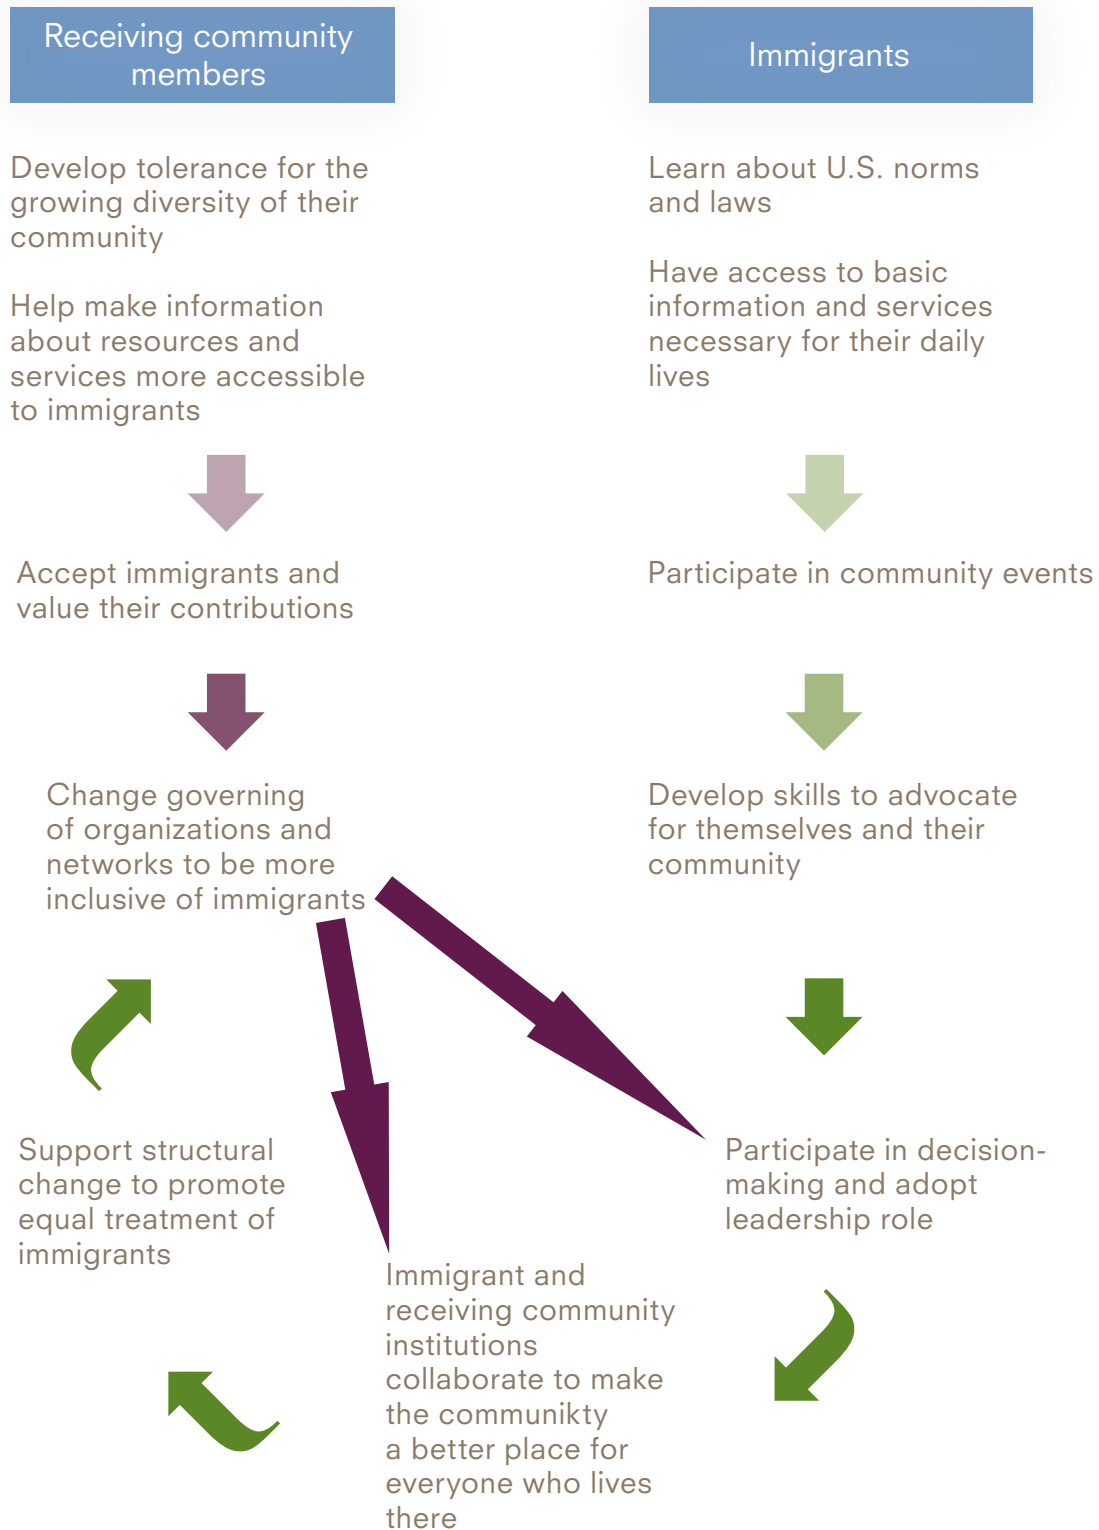 Receiving community
members
Immigrants
Develop tolerance for the
growing diversity of their
community
Help make information
about resources and
services more accessible
to immigrants
Learn about U.S. norms
and laws
Have access to basic
information and services
necessary for their daily
lives
Accept immigrants and
value their contributions
Participate in community events
Change governing
of organizations and
networks to be more
inclusive of immigrants
Develop skills to advocate
for themselves and their
community
Support structural
change to promote
equal treatment of
immigrants
Participate in decision-
making and adopt
leadership role
Immigrant and
receiving community
institutions
collaborate to make
the communikty
a better place for
everyone who lives
there